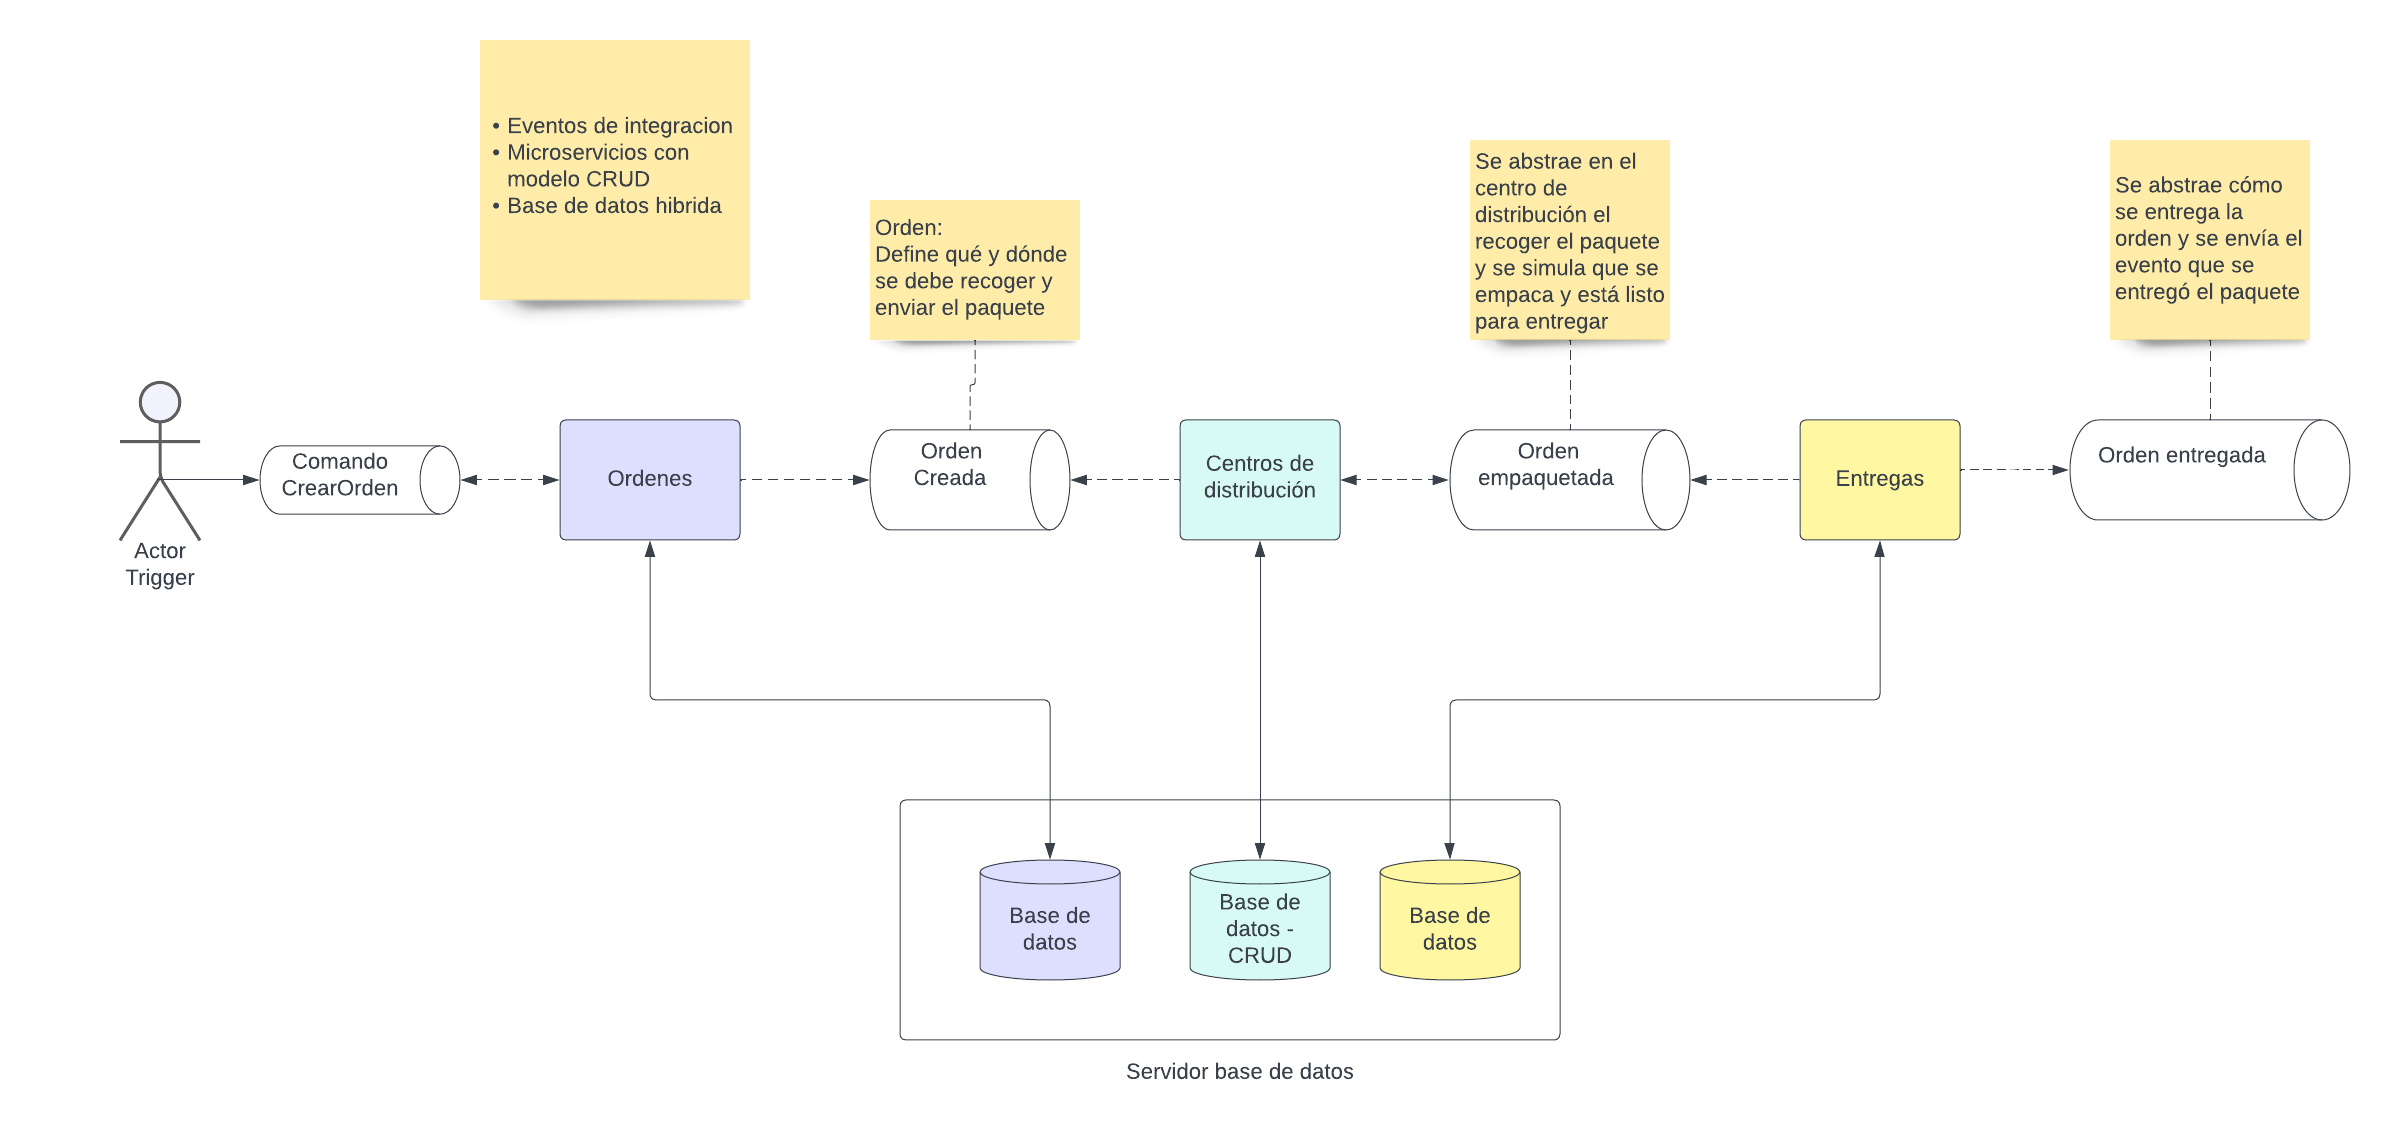 • Eventos de integracion
• Microservicios con
modelo CRUD
• Base de datos hibrida
Orden:
Define qué y dónde
se debe recoger y
enviar el paquete
Se abstrae en el
centro de
distribución el
recoger el paquete
y se simula que se
empaca y está listo
para entregar
Se abstrae cómo
se entrega la
orden y se envía el
evento que se
entregó el paquete
Actor
Trigger
Comando
CrearOrden
Ordenes
Orden
Creada
Centros de
distribución
Orden
empaquetada
Entregas
Orden entregada
Base de
datos
Base de
datos -
CRUD
Base de
datos
Servidor base de datos